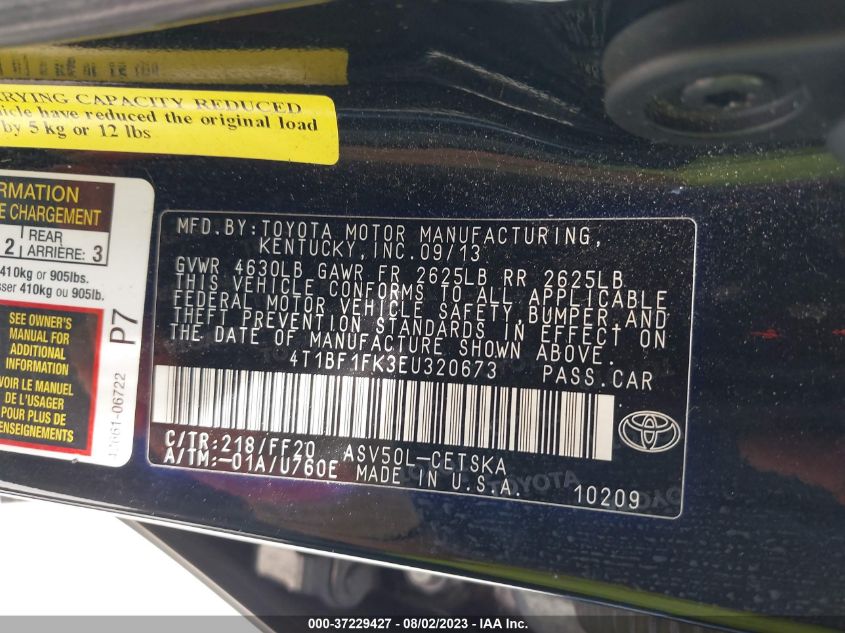 RYING CAPACITY REDUCED
icle have reduced the original load
by 5 kg or 12 lbs
RMATION
E CHARGEMENT
2 REAR ARRIÈRE: 3
410kg or 905lbs.
ser 410kg ou 905lb.
SEE OWNER'S
MANUAL FOR
ADDITIONAL
INFORMATION
VOIR LE MANUEL
DE L'USAGER
POUR PLUS DE
RENSEIGNEMENTS
P7
06722
MFD.BY:TOYOTA MOTOR MANUFACTURING,
KENTUCKY,INC.09/13
GVWR 4630LB GAWR FR 2625LB RR 2625LB
THIS VEHICLE CONFORMS TO ALL APPLICABLE
FEDERAL MOTOR VEHICLE SAFETY,BUMPER AND
THEFT PREVENTION STANDARDS IN EFFECT ON
THE DATE OF MANUFACTURE SHOWN ABOVE.
4T1BF1FK3EU320673 PASS.CAR
C/TR:218/FF20 ASV50L-CETSKA
A/TM:-01A/U760E MADE IN U.S.A.
10209
000-37229427 - 08/02/2023 - IAA Inc.